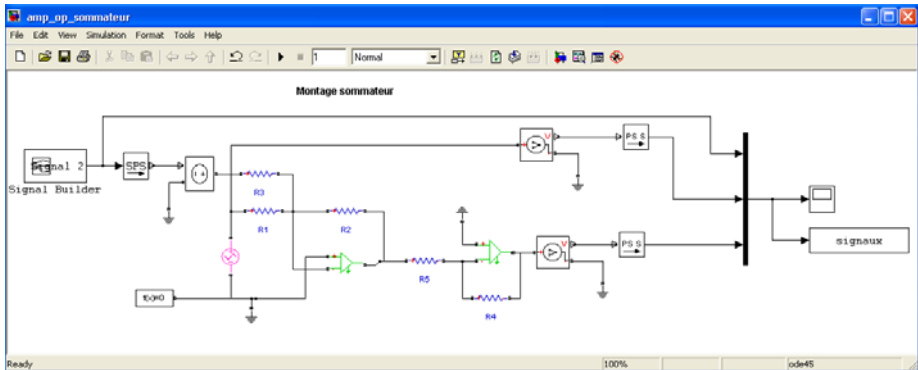 amp_op_sommateur
File Edit View Simulation Format Tools Help
1 Normal
Montage sommateur
Signal 2
Signal Builder
SPS
V
PS S
R3
R1
R2
signaux
V
PS S
R5
R4
f(x)=0
Ready 100% ode45